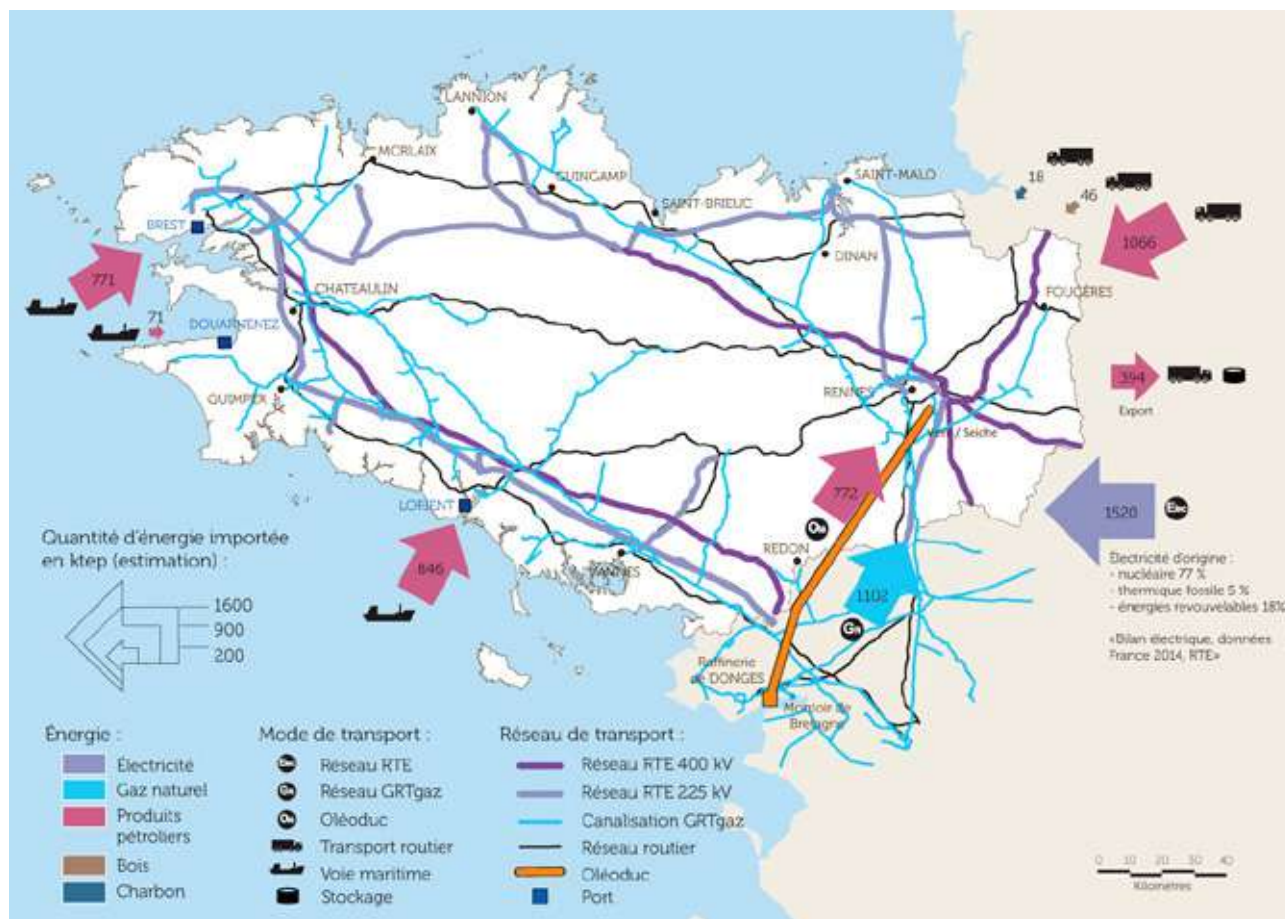 LANNION
MORLAIX
GUINGAMP
SAINT-BRIEUC
SAINT-MALO
DINAN
18
46
1066
BREST
771
FOUGÈRES
CHATEAULIN
71
DOUARNENEZ
QUIMPER
RENNES
394
Export
Vern / Seiche
772
1520
Elec
LORIENT
Oléo
REDON
846
VANNES
1102
Gaz
Quantité d'énergie importée
en ktep (estimation) :
1600
900
200
Électricité d'origine :
- nucléaire 77 %
- thermique fossile 5 %
- énergies revouvelables 18%
«Bilan électrique, données
France 2014, RTE»
Raffinerie
de DONGES
Montoir de
Bretagne
Énergie :
Électricité
Gaz naturel
Produits
pétroliers
Bois
Charbon
Mode de transport :
Réseau RTE
Réseau GRTgaz
Oléoduc
Transport routier
Voie maritime
Stockage
Réseau de transport :
Réseau RTE 400 kV
Réseau RTE 225 kV
Canalisation GRTgaz
Réseau routier
Oléoduc
Port
0 10 20 30 40
Kilomètres